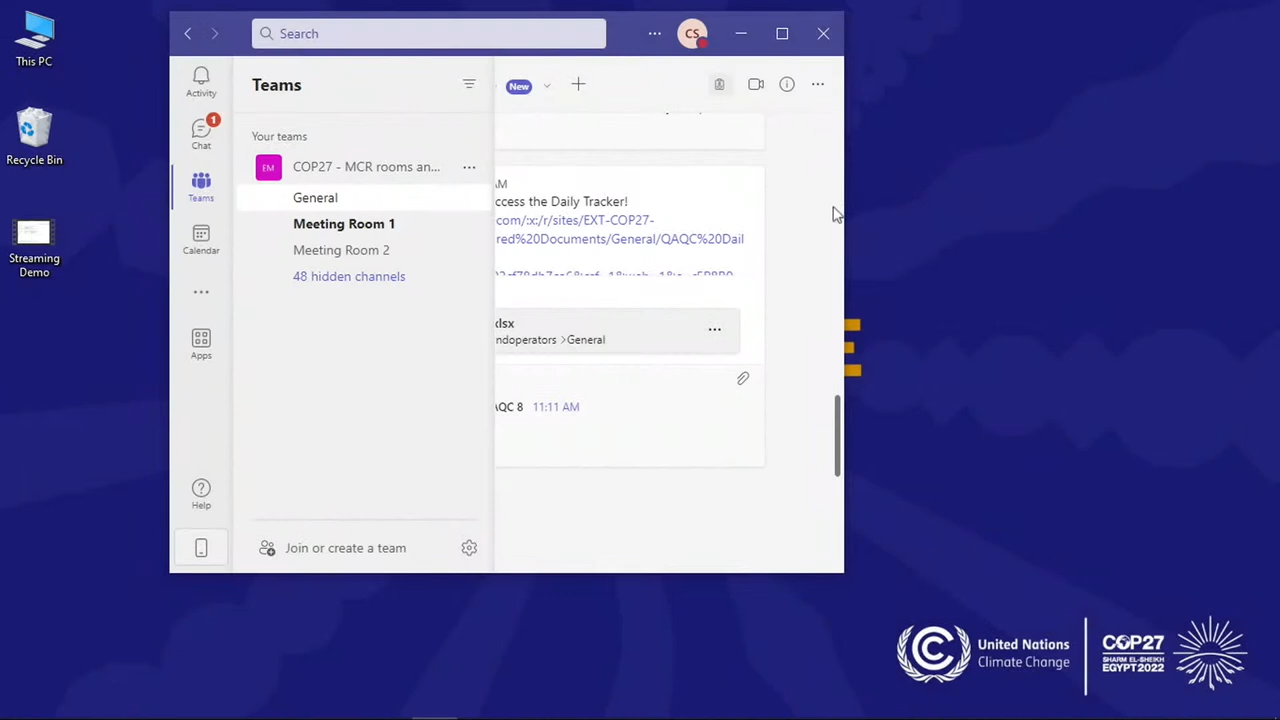 This PC
Recycle Bin
Streaming
Demo
Search
CS
Activity
Chat
1
Teams
Calendar
Apps
Help
Teams
Your teams
EM
COP27 - MCR rooms an...
General
Meeting Room 1
Meeting Room 2
48 hidden channels
Join or create a team
New
AM
ccess the Daily Tracker!
com/:x:/r/sites/EXT-COP27-
red%20Documents/General/QAQC%20Dail
xlsx
ndoperators >General
AQC 8 11:11 AM
United Nations
Climate Change
COP27
SHARM EL-SHEIKH
EGYPT 2022